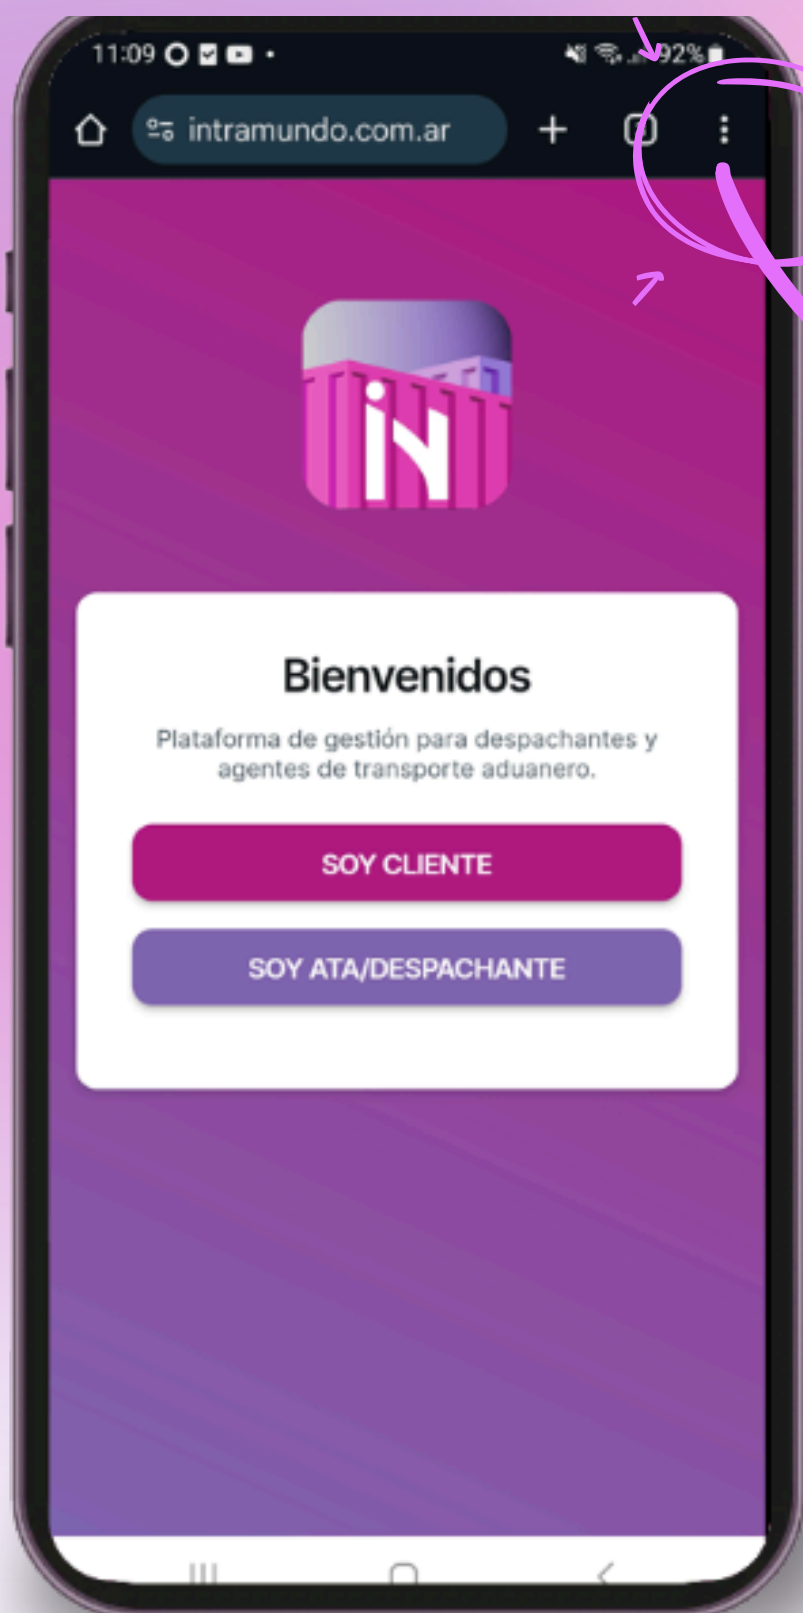 11:09
92%
intramundo.com.ar
iN
Bienvenidos
Plataforma de gestión para despachantes y
agentes de transporte aduanero.
SOY CLIENTE
SOY ATA/DESPACHANTE